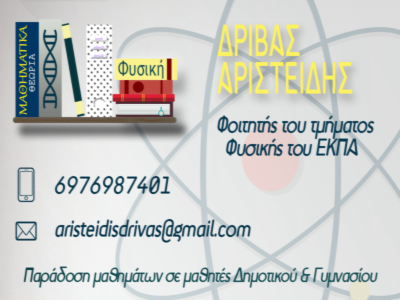 ΜΑΘΗΜΑΤΙΚΑ
ΘΕΩΡΙΑ
Φυσική
ΔΡΙΒΑΣ
ΑΡΙΣΤΕΙΔΗΣ
Φοιτητής του τμήματος
Φυσικής του ΕΚΠΑ
6976987401
aristeidisdrivas@gmail.com
Παράδοση μαθημάτων σε μαθητές Δημοτικού & Γυμνασίου